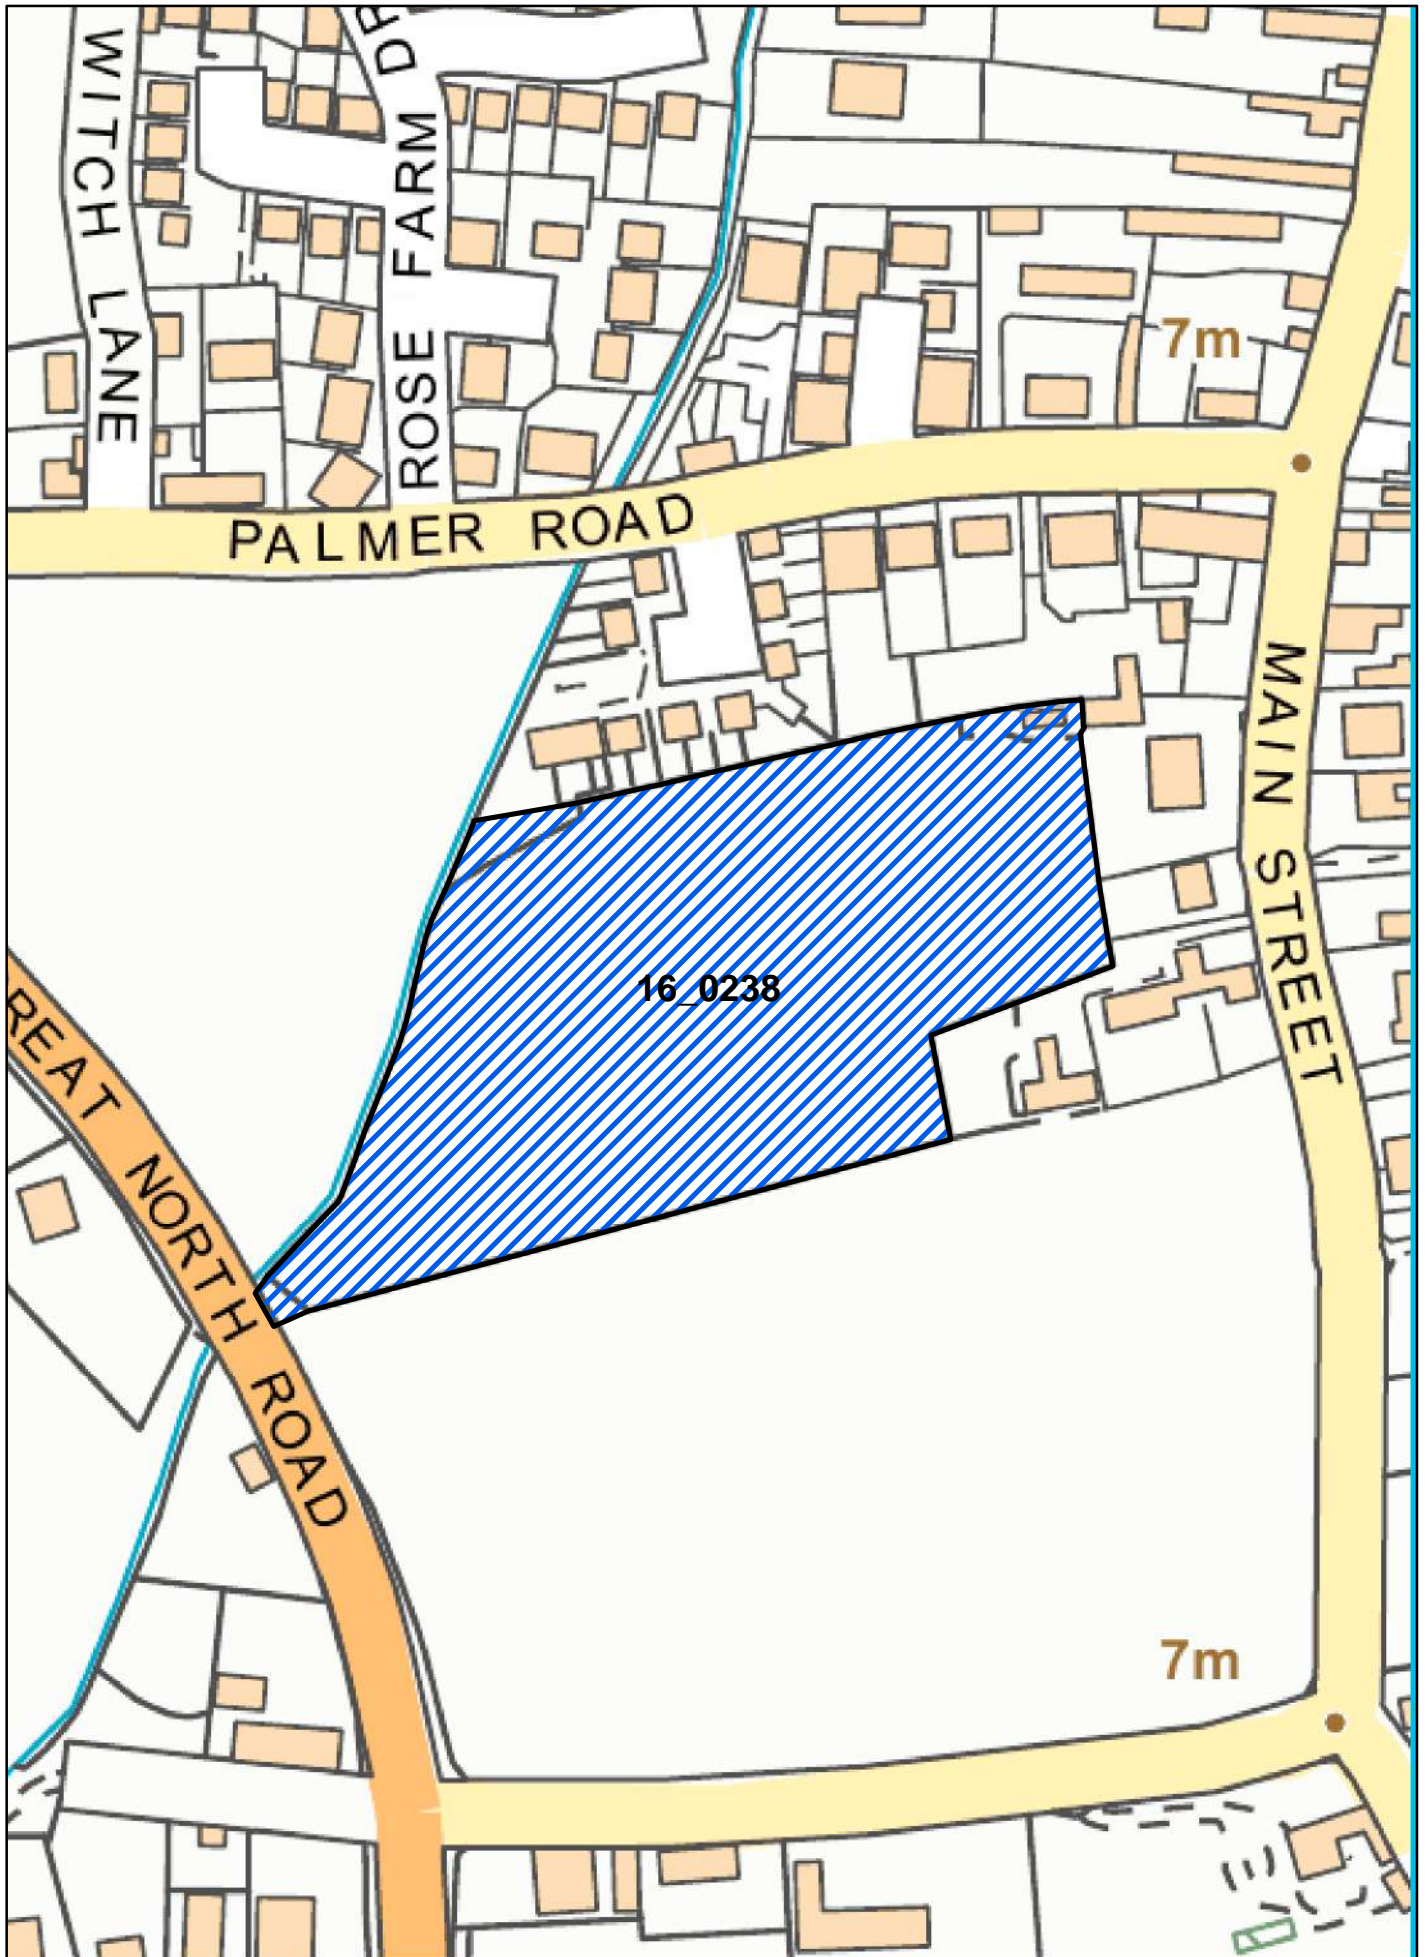 WITCH LANE
ROSE FARM DR
7m
PALMER ROAD
MAIN STREET
16_0238
REAT NORTH ROAD
7m